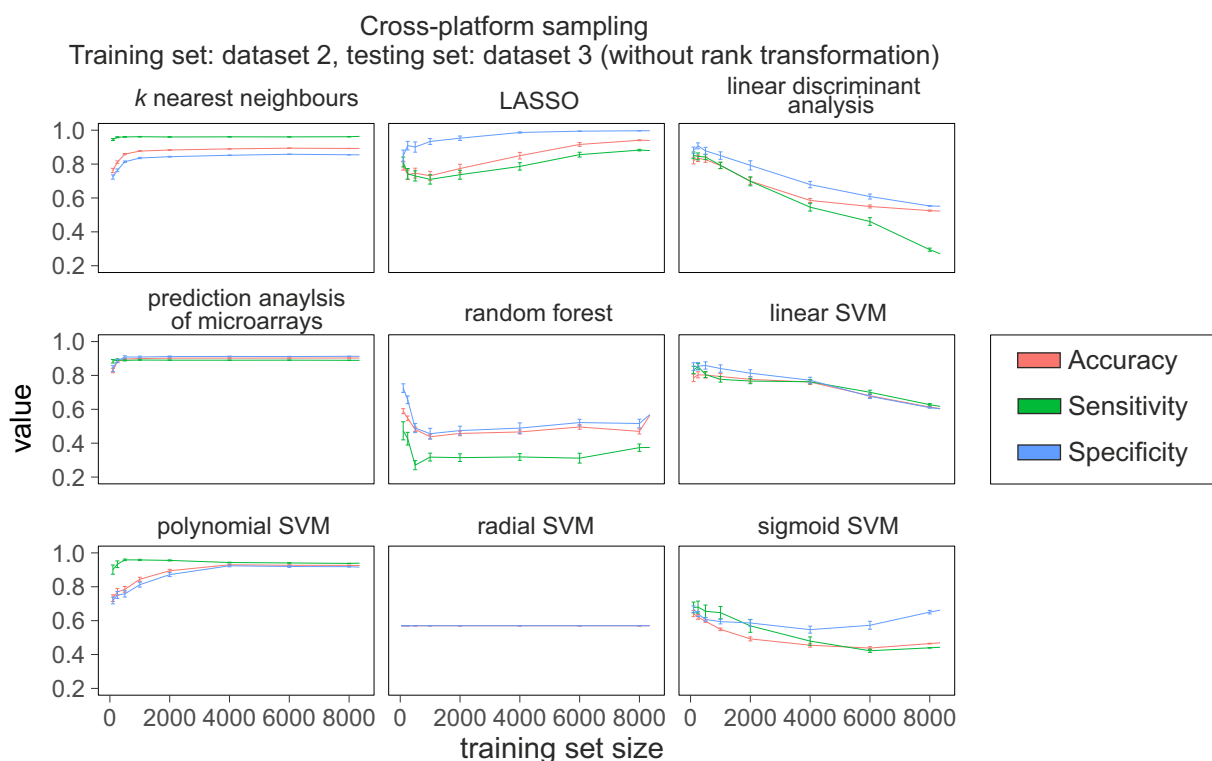 Cross-platform sampling
Training set: dataset 2, testing set: dataset 3 (without rank transformation)
k nearest neighbours
LASSO
linear discriminant
analysis
1.0
0.8
0.6
0.4
0.2
prediction anaylsis
of microarrays
random forest
linear SVM
1.0
0.8
0.6
0.4
0.2
value
Accuracy
Sensitivity
Specificity
polynomial SVM
radial SVM
sigmoid SVM
1.0
0.8
0.6
0.4
0.2
0 2000 4000 6000 8000
0 2000 4000 6000 8000
0 2000 4000 6000 8000
training set size